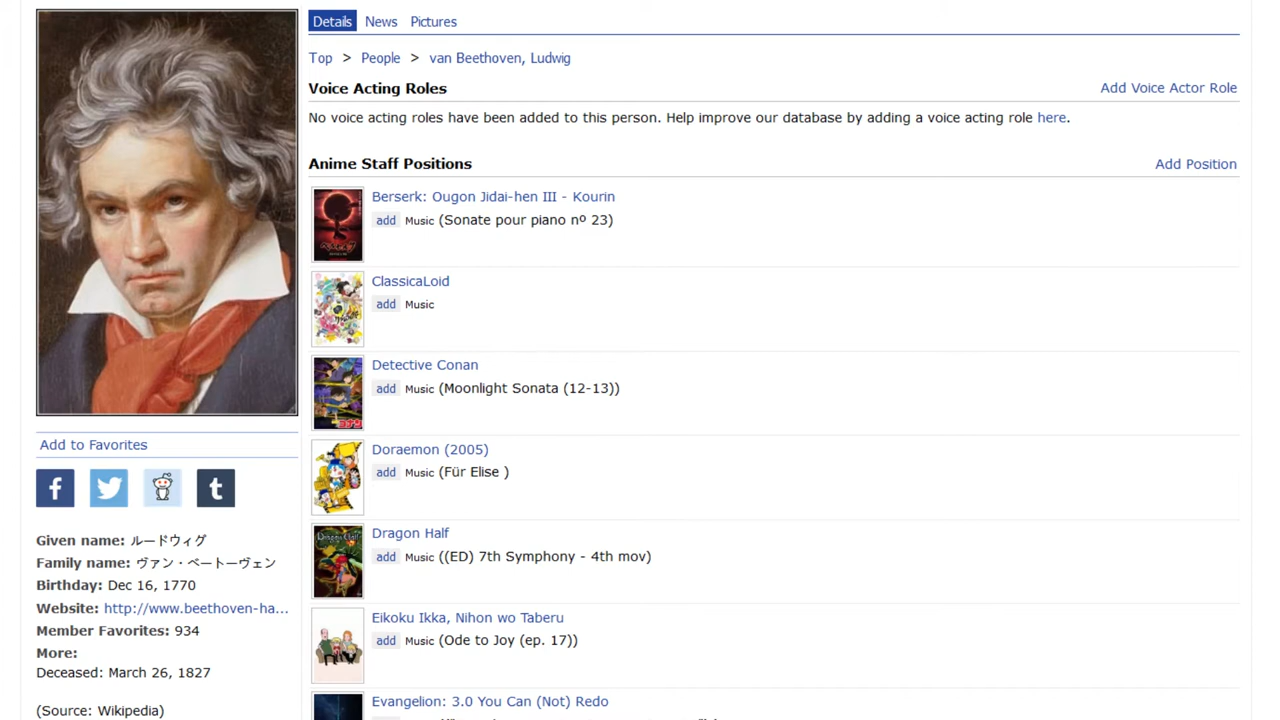 Details News Pictures
Top > People > van Beethoven, Ludwig
Voice Acting Roles Add Voice Actor Role
No voice acting roles have been added to this person. Help improve our database by adding a voice acting role here.
Anime Staff Positions Add Position
Berserk: Ougon Jidai-hen III - Kourin
add Music (Sonate pour piano nº 23)
ClassicaLoid
add Music
Detective Conan
add Music (Moonlight Sonata (12-13))
Doraemon (2005)
add Music (Für Elise )
Dragon Half
add Music ((ED) 7th Symphony - 4th mov)
Eikoku Ikka, Nihon wo Taberu
add Music (Ode to Joy (ep. 17))
Evangelion: 3.0 You Can (Not) Redo
Add to Favorites
Given name: ルードウィグ
Family name: ヴァン・ベートーヴェン
Birthday: Dec 16, 1770
Website: http://www.beethoven-ha...
Member Favorites: 934
More:
Deceased: March 26, 1827
(Source: Wikipedia)